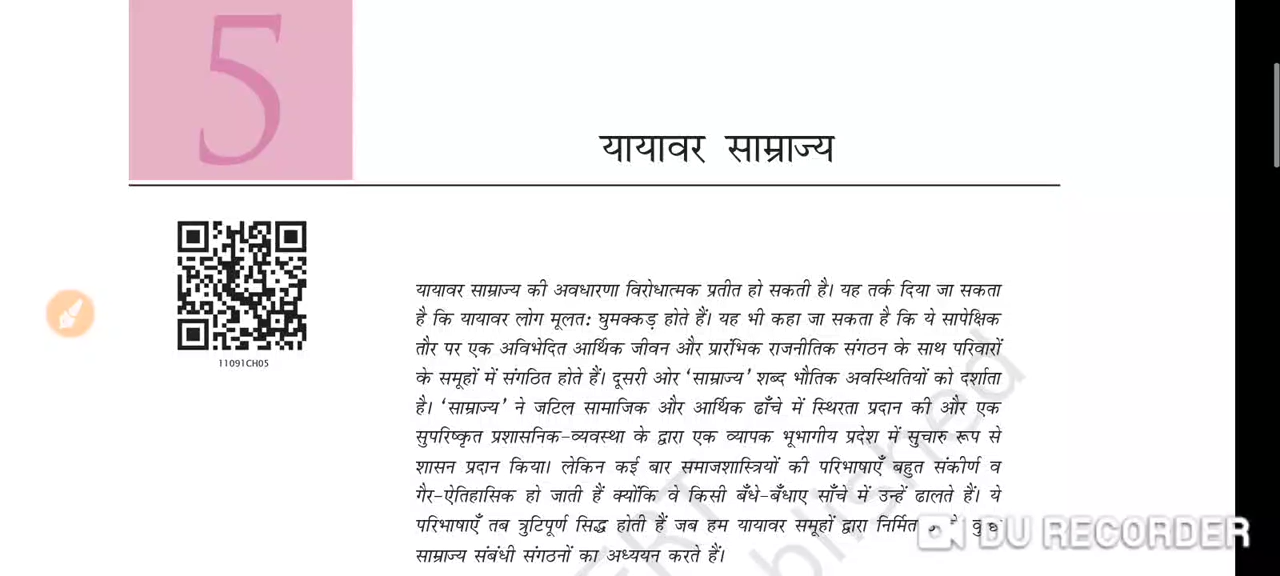 5
यायावर साम्राज्य
11091CH05
यायावर साम्राज्य की अवधारणा विरोधात्मक प्रतीत हो सकती है। यह तर्क दिया जा सकता
है कि यायावर लोग मूलत: घुमक्कड़ होते हैं। यह भी कहा जा सकता है कि ये सापेक्षिक
तौर पर एक अविभेदित आर्थिक जीवन और प्रारंभिक राजनीतिक संगठन के साथ परिवारों
के समूहों में संगठित होते हैं। दूसरी ओर ‘साम्राज्य’ शब्द भौतिक अवस्थितियों को दर्शाता
है। ‘साम्राज्य’ ने जटिल सामाजिक और आर्थिक ढाँचे में स्थिरता प्रदान की और एक
सुपरिष्कृत प्रशासनिक-व्यवस्था के द्वारा एक व्यापक भूभागीय प्रदेश में सुचारु रूप से
शासन प्रदान किया। लेकिन कई बार समाजशास्त्रियों की परिभाषाएँ बहुत संकीर्ण व
गैर-ऐतिहासिक हो जाती हैं क्योंकि वे किसी बँधे-बँधाए साँचे में उन्हें ढालते हैं। ये
परिभाषाएँ तब त्रुटिपूर्ण सिद्ध होती हैं जब हम यायावर समूहों द्वारा निर्मित
DU RECORDER
साम्राज्य संबंधी संगठनों का अध्ययन करते हैं।